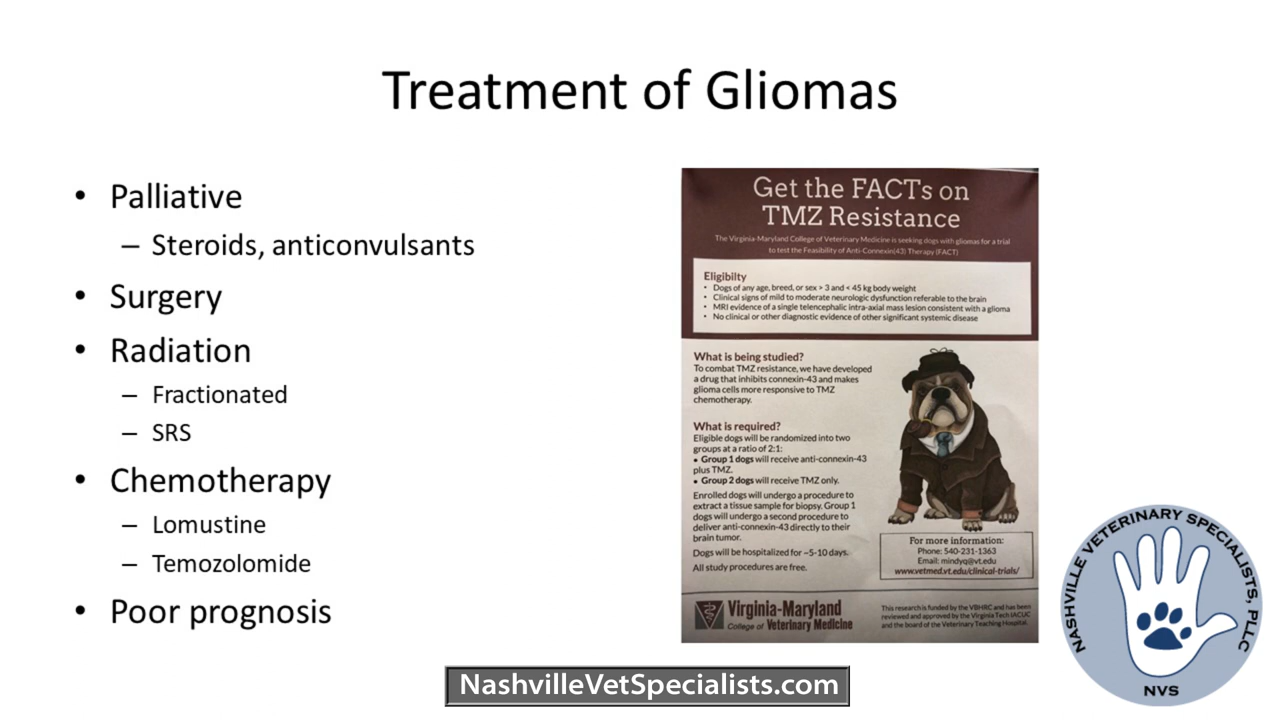 Treatment of Gliomas
• Palliative
– Steroids, anticonvulsants
• Surgery
• Radiation
– Fractionated
– SRS
• Chemotherapy
– Lomustine
– Temozolomide
• Poor prognosis
Get the FACTs on
TMZ Resistance
The Virginia-Maryland College of Veterinary Medicine is seeking dogs with gliomas for a trial
to test the Feasibility of Anti-Connexin(43) Therapy (FACT)
Eligibilty
• Dogs of any age, breed, or sex > 3 and < 45 kg body weight
• Clinical signs of mild to moderate neurologic dysfunction referable to the brain
• MRI evidence of a single telencephalic intra-axial mass lesion consistent with a glioma
• No clinical or other diagnostic evidence of other significant systemic disease
What is being studied?
To combat TMZ resistance, we have developed
a drug that inhibits connexin-43 and makes
glioma cells more responsive to TMZ
chemotherapy.
What is required?
Eligible dogs will be randomized into two
groups at a ratio of 2:1:
• Group 1 dogs will receive anti-connexin-43
plus TMZ.
• Group 2 dogs will receive TMZ only.
Enrolled dogs will undergo a procedure to
extract a tissue sample for biopsy. Group 1
dogs will undergo a second procedure to
deliver anti-connexin-43 directly to their
brain tumor.
Dogs will be hospitalized for ~5-10 days.
All study procedures are free.
For more information:
Phone: 540-231-1363
Email: mindyq@vt.edu
www.vetmed.vt.edu/clinical-trials/
Virginia-Maryland
College of Veterinary Medicine
This research is funded by the VBHRC and has been
reviewed and approved by the Virginia Tech IACUC
and the board of the Veterinary Teaching Hospital.
NASHVILLE VETERINARY SPECIALISTS, PLLC
NVS
NashvilleVetSpecialists.com